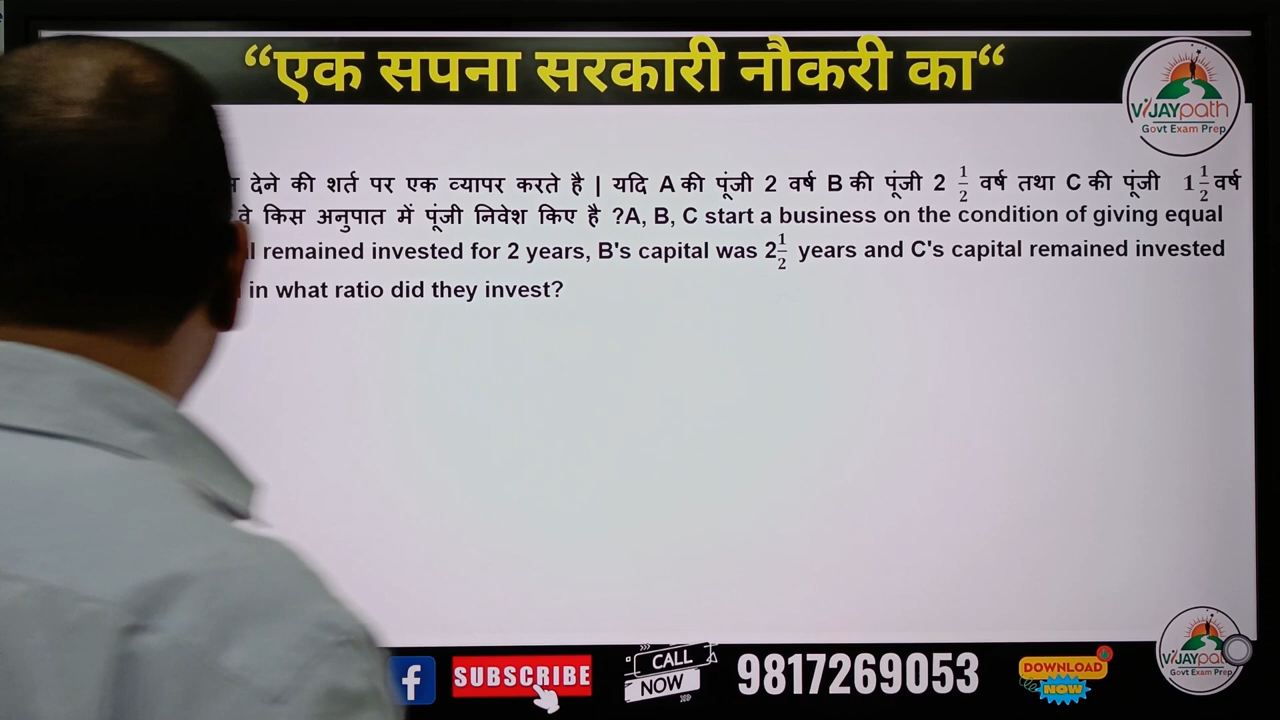 “एक सपना सरकारी नौकरी का“
VIJAYpath
Govt Exam Prep
देने की शर्त पर एक व्यापर करते है | यदि A की पूंजी 2 वर्ष B की पूंजी 2 1/2 वर्ष तथा C की पूंजी 1 1/2 वर्ष
वे किस अनुपात में पूंजी निवेश किए है ?A, B, C start a business on the condition of giving equal
remained invested for 2 years, B's capital was 2 1/2 years and C's capital remained invested
in what ratio did they invest?
f SUBSCRIBE CALL NOW 9817269053 DOWNLOAD NOW
VIJAYpath
Govt Exam Prep